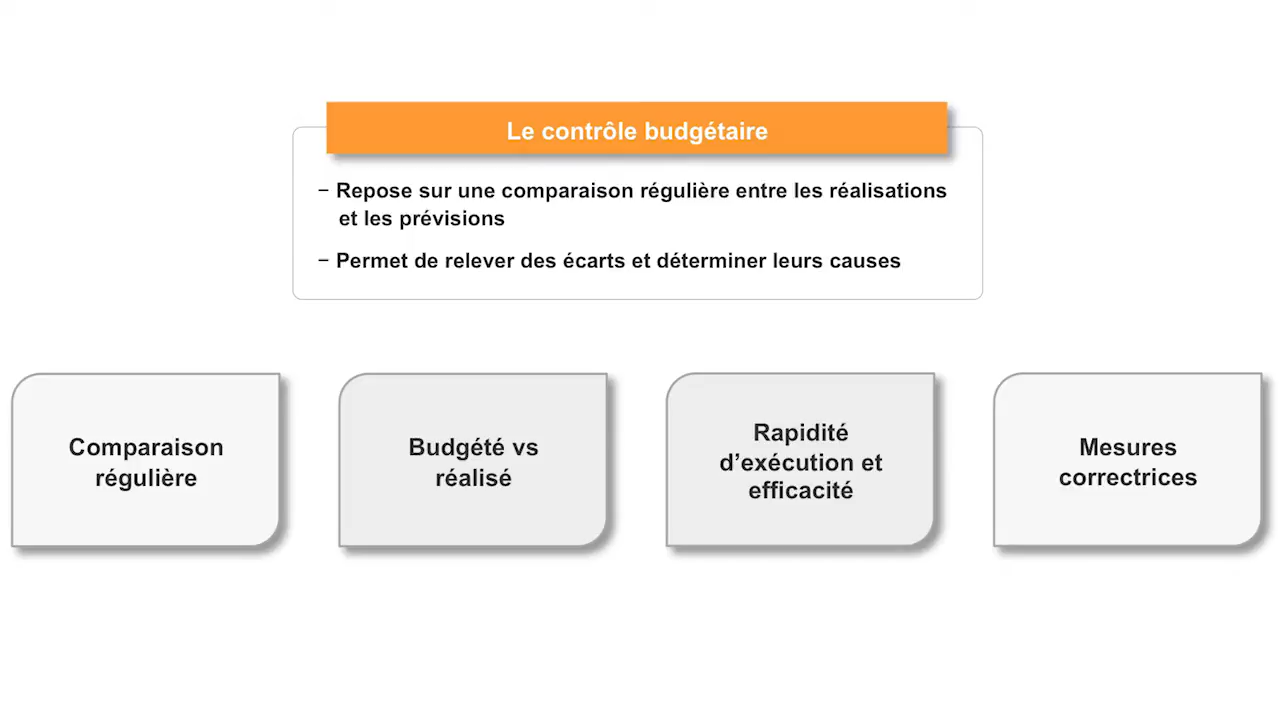 Le contrôle budgétaire
– Repose sur une comparaison régulière entre les réalisations
et les prévisions
– Permet de relever des écarts et déterminer leurs causes
Comparaison
régulière
Budgété vs
réalisé
Rapidité
d’exécution et
efficacité
Mesures
correctrices